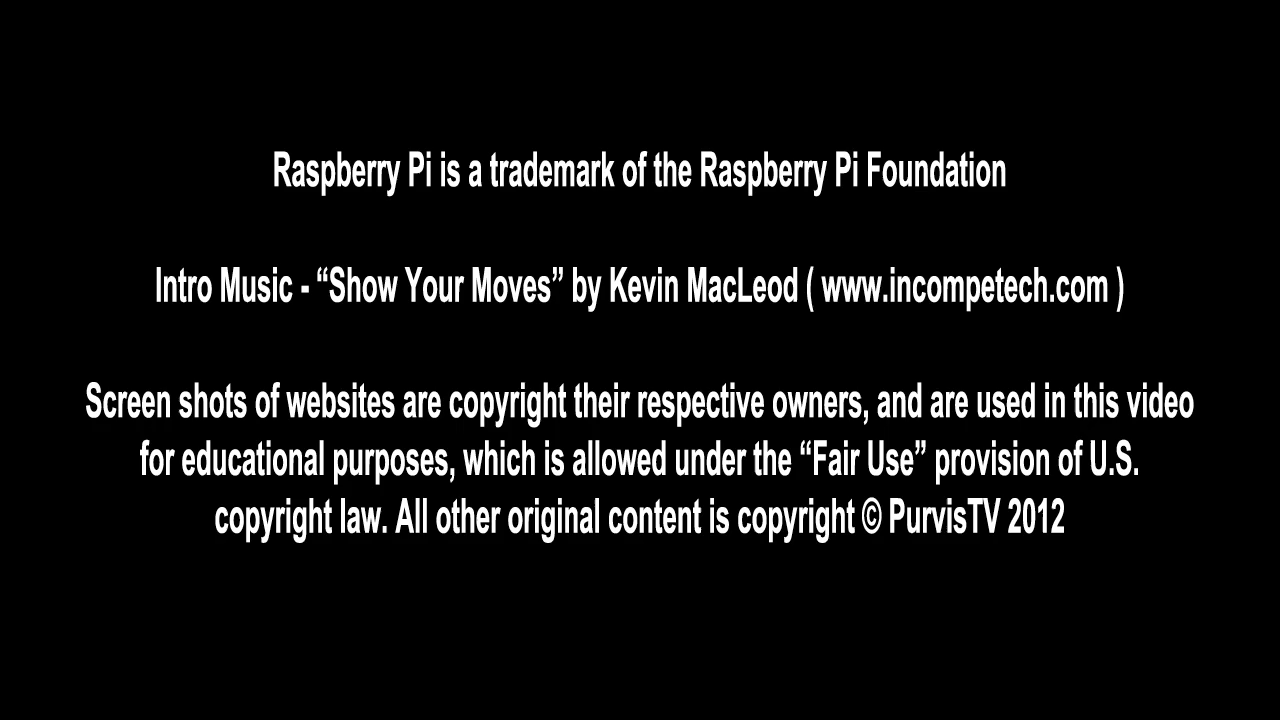 Raspberry Pi is a trademark of the Raspberry Pi Foundation
Intro Music - “Show Your Moves” by Kevin MacLeod ( www.incompetech.com )
Screen shots of websites are copyright their respective owners, and are used in this video
for educational purposes, which is allowed under the “Fair Use” provision of U.S.
copyright law. All other original content is copyright © PurvisTV 2012